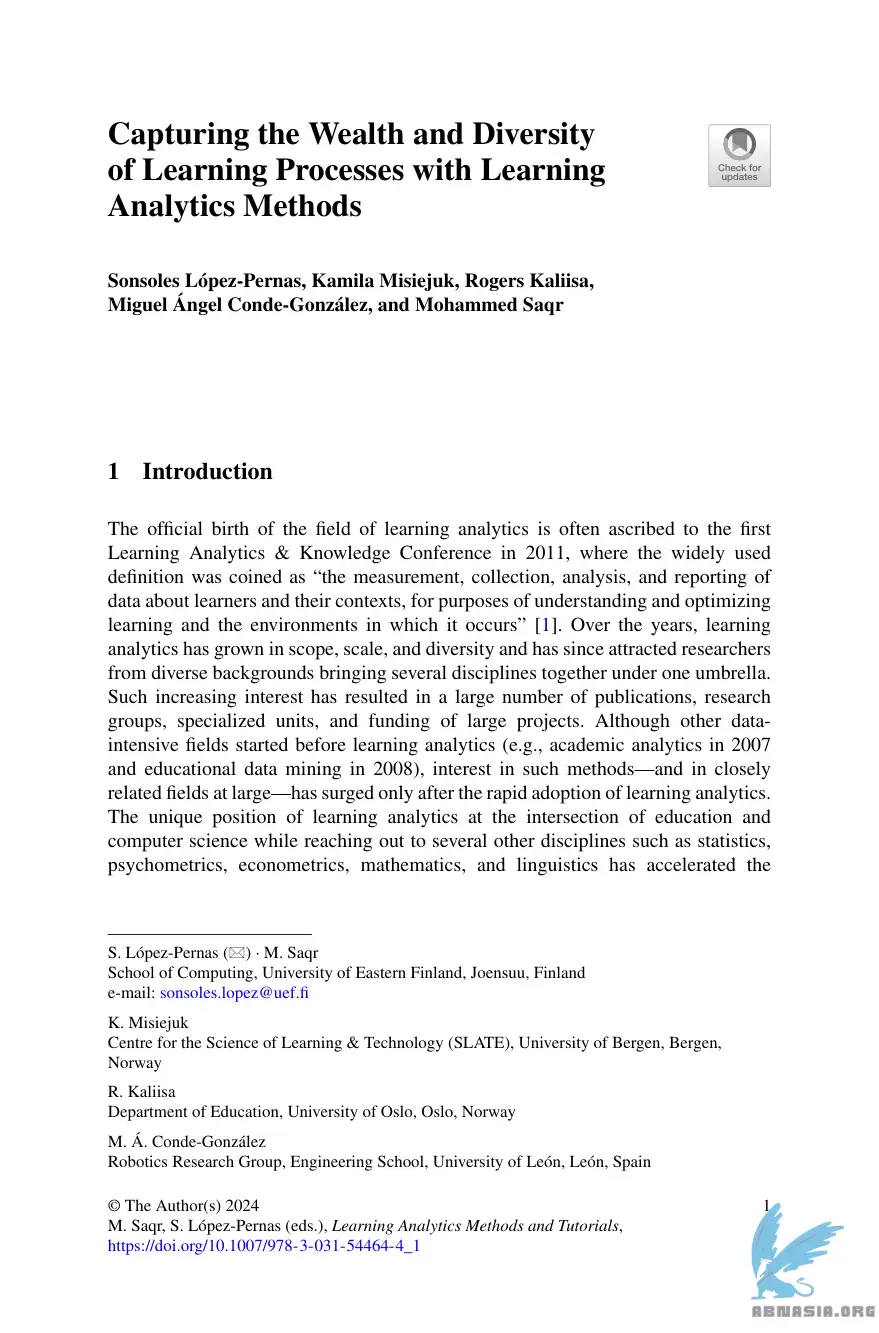 Capturing the Wealth and Diversity
of Learning Processes with Learning
Analytics Methods
Check for
updates
Sonsoles López-Pernas, Kamila Misiejuk, Rogers Kaliisa,
Miguel Ángel Conde-González, and Mohammed Saqr
1 Introduction
The official birth of the field of learning analytics is often ascribed to the first
Learning Analytics & Knowledge Conference in 2011, where the widely used
definition was coined as “the measurement, collection, analysis, and reporting of
data about learners and their contexts, for purposes of understanding and optimizing
learning and the environments in which it occurs” [1]. Over the years, learning
analytics has grown in scope, scale, and diversity and has since attracted researchers
from diverse backgrounds bringing several disciplines together under one umbrella.
Such increasing interest has resulted in a large number of publications, research
groups, specialized units, and funding of large projects. Although other data-
intensive fields started before learning analytics (e.g., academic analytics in 2007
and educational data mining in 2008), interest in such methods—and in closely
related fields at large—has surged only after the rapid adoption of learning analytics.
The unique position of learning analytics at the intersection of education and
computer science while reaching out to several other disciplines such as statistics,
psychometrics, econometrics, mathematics, and linguistics has accelerated the
S. López-Pernas (✉) · M. Saqr
School of Computing, University of Eastern Finland, Joensuu, Finland
e-mail: sonsoles.lopez@uef.fi
K. Misiejuk
Centre for the Science of Learning & Technology (SLATE), University of Bergen, Bergen,
Norway
R. Kaliisa
Department of Education, University of Oslo, Oslo, Norway
M. Á. Conde-González
Robotics Research Group, Engineering School, University of León, León, Spain
© The Author(s) 2024 1
M. Saqr, S. López-Pernas (eds.), Learning Analytics Methods and Tutorials,
https://doi.org/10.1007/978-3-031-54464-4_1
ABNASIA.ORG